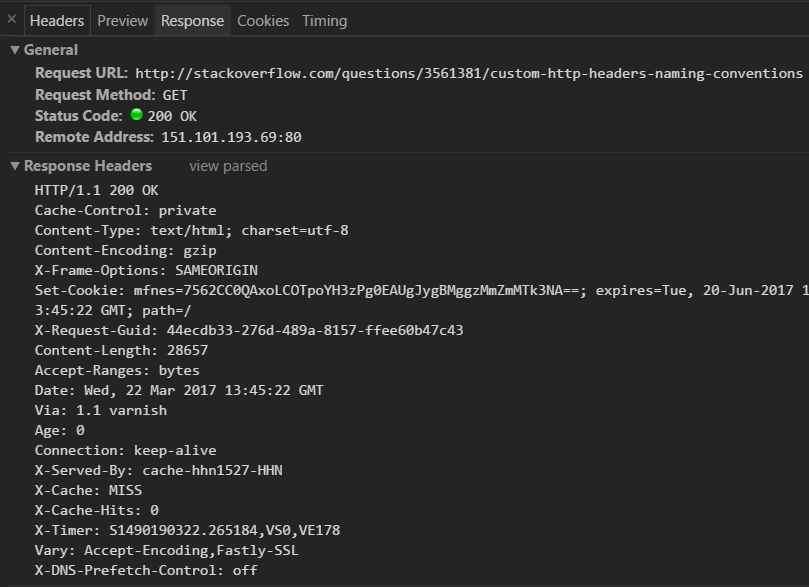 × Headers Preview Response Cookies Timing
▼ General
Request URL: http://stackoverflow.com/questions/3561381/custom-http-headers-naming-conventions
Request Method: GET
Status Code: 200 OK
Remote Address: 151.101.193.69:80
▼ Response Headers view parsed
HTTP/1.1 200 OK
Cache-Control: private
Content-Type: text/html; charset=utf-8
Content-Encoding: gzip
X-Frame-Options: SAMEORIGIN
Set-Cookie: mfnes=7562CC0QAxoLCOTpoYH3zPg0EAUgJygBMggzMmZmMTk3NA==; expires=Tue, 20-Jun-2017 1
3:45:22 GMT; path=/
X-Request-Guid: 44ecdb33-276d-489a-8157-ffee60b47c43
Content-Length: 28657
Accept-Ranges: bytes
Date: Wed, 22 Mar 2017 13:45:22 GMT
Via: 1.1 varnish
Age: 0
Connection: keep-alive
X-Served-By: cache-hhn1527-HHN
X-Cache: MISS
X-Cache-Hits: 0
X-Timer: S1490190322.265184,VS0,VE178
Vary: Accept-Encoding,Fastly-SSL
X-DNS-Prefetch-Control: off